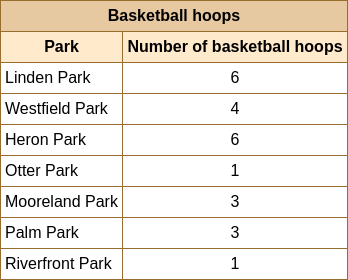 Basketball hoops
Park Number of basketball hoops
Linden Park 6
Westfield Park 4
Heron Park 6
Otter Park 1
Mooreland Park 3
Palm Park 3
Riverfront Park 1